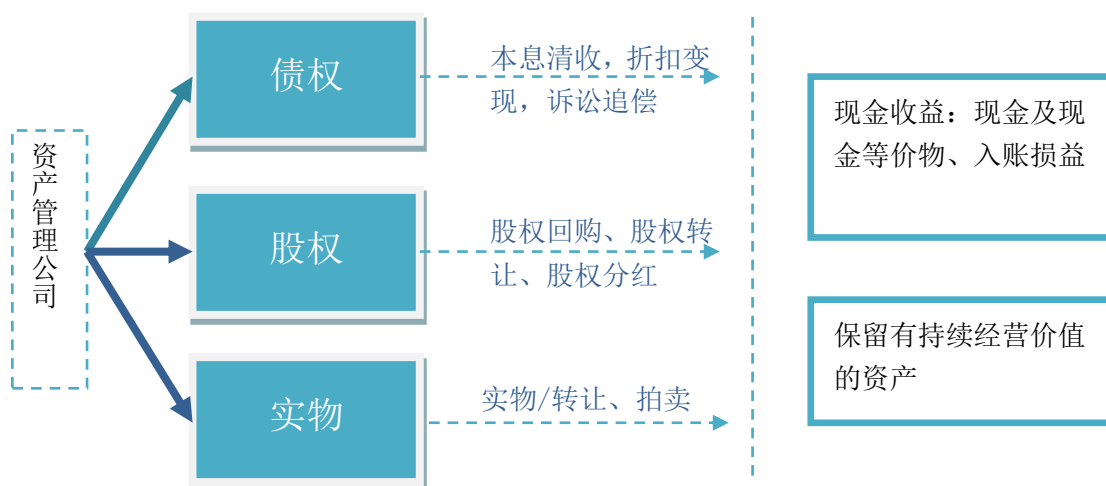 资产管理公司
债权
本息清收，折扣变
现，诉讼追偿
股权
股权回购、股权转
让、股权分红
实物
实物/转让、拍卖
现金收益：现金及现
金等价物、入账损益
保留有持续经营价值
的资产